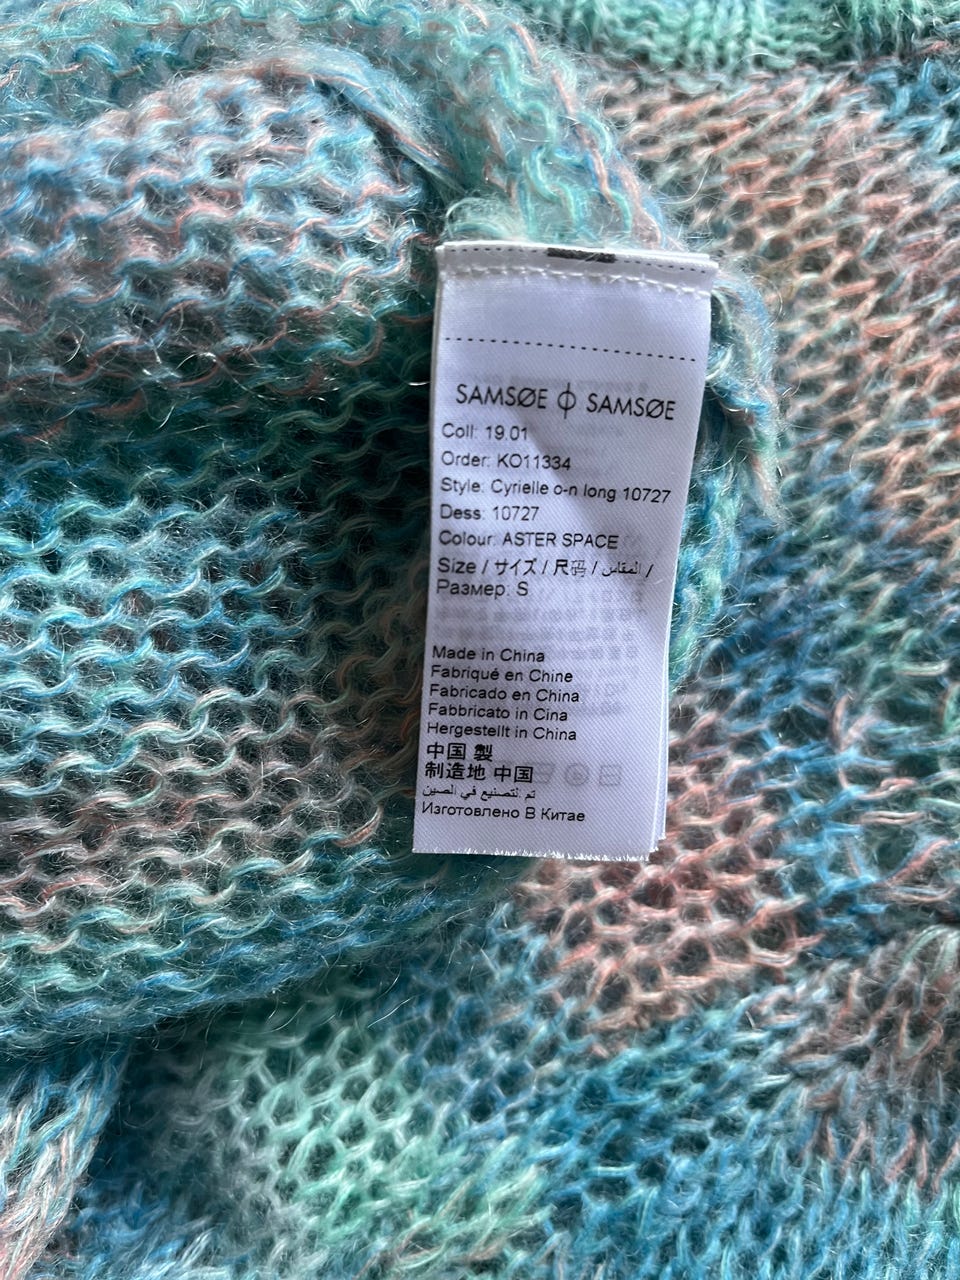 SAMSØE ϕ SAMSØE
Coll: 19.01
Order: KO11334
Style: Cyrielle o-n long 10727
Dess: 10727
Colour: ASTER SPACE
Size / サイズ / 尺码 / المقاس /
Размер: S
Made in China
Fabriqué en Chine
Fabricado en China
Fabbricato in Cina
Hergestellt in China
中国 製
制造地 中国
تم لتصنيع في الصين
Изготовлено В Китае